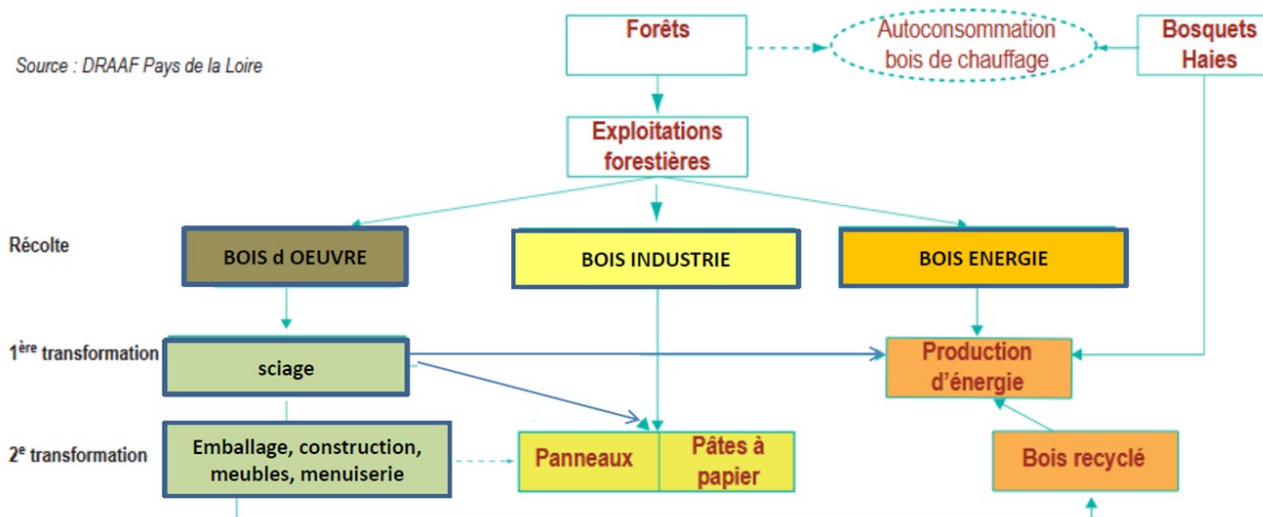 Forêts
Autoconsommation
bois de chauffage
Bosquets
Haies
Source : DRAAF Pays de la Loire
Exploitations
forestières
Récolte
BOIS d OEUVRE
BOIS INDUSTRIE
BOIS ENERGIE
1ère transformation
sciage
Production
d'énergie
2e transformation
Emballage, construction,
meubles, menuiserie
Panneaux
Pâtes à
papier
Bois recyclé